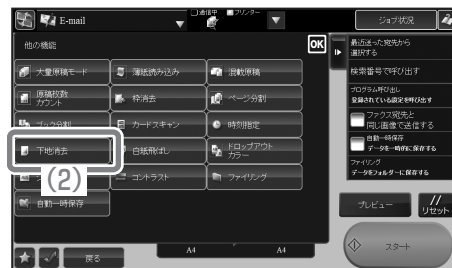 E-mail
通信中
プリンター
ジョブ状況
他の機能
OK
大量原稿モード
薄紙読み込み
混載原稿
原稿枚数
カウント
枠消去
ページ分割
ブック分割
カードスキャン
時刻指定
下地消去
白紙飛ばし
ドロップアウト
カラー
(2)
コントラスト
ファイリング
自動一時保存
最近送った宛先から
選択する
検索番号で呼び出す
プログラム呼び出し
登録されている設定を呼び出す
ファクス宛先と
同じ画像で送信する
自動一時保存
データを一時的に保存する
ファイリング
データをフォルダーに保存する
プレビュー
リセット
戻る
A4
A4
スタート